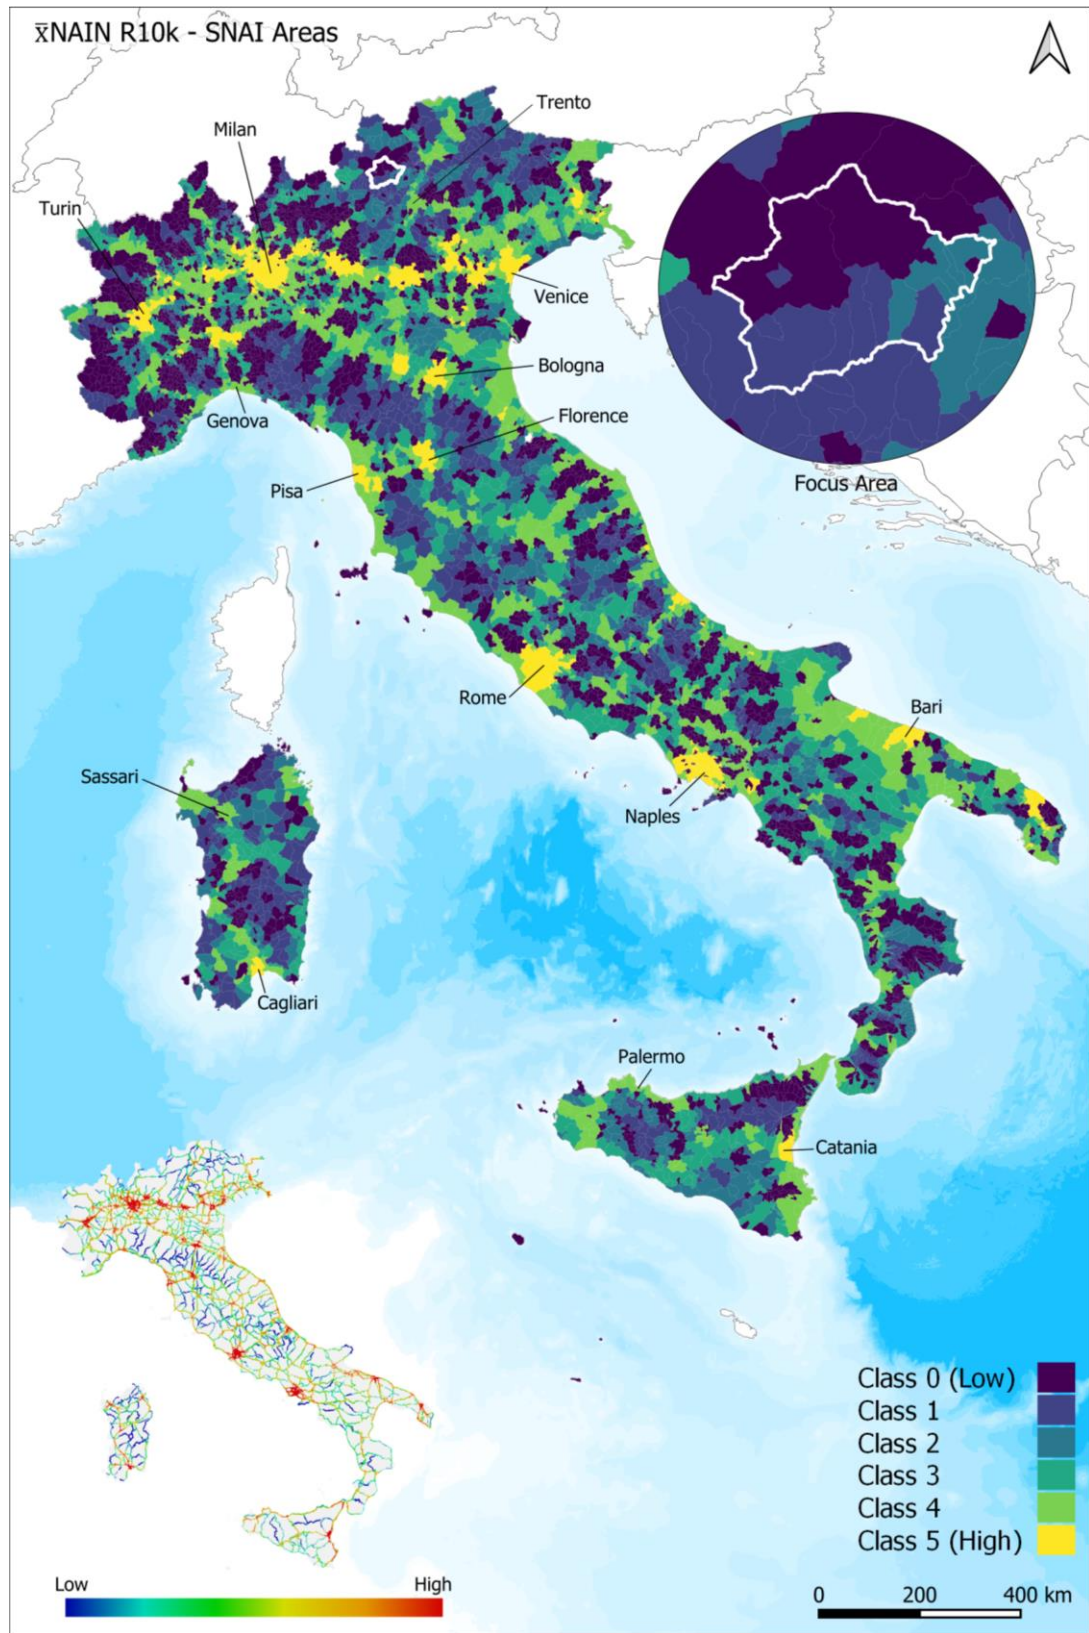 x̅NAIN R10k - SNAI Areas
Trento
Milan
Turin
Venice
Bologna
Genova
Florence
Pisa
Focus Area
Rome
Bari
Sassari
Naples
Cagliari
Palermo
Catania
Class 0 (Low)
Class 1
Class 2
Class 3
Class 4
Class 5 (High)
Low High
0 200 400 km